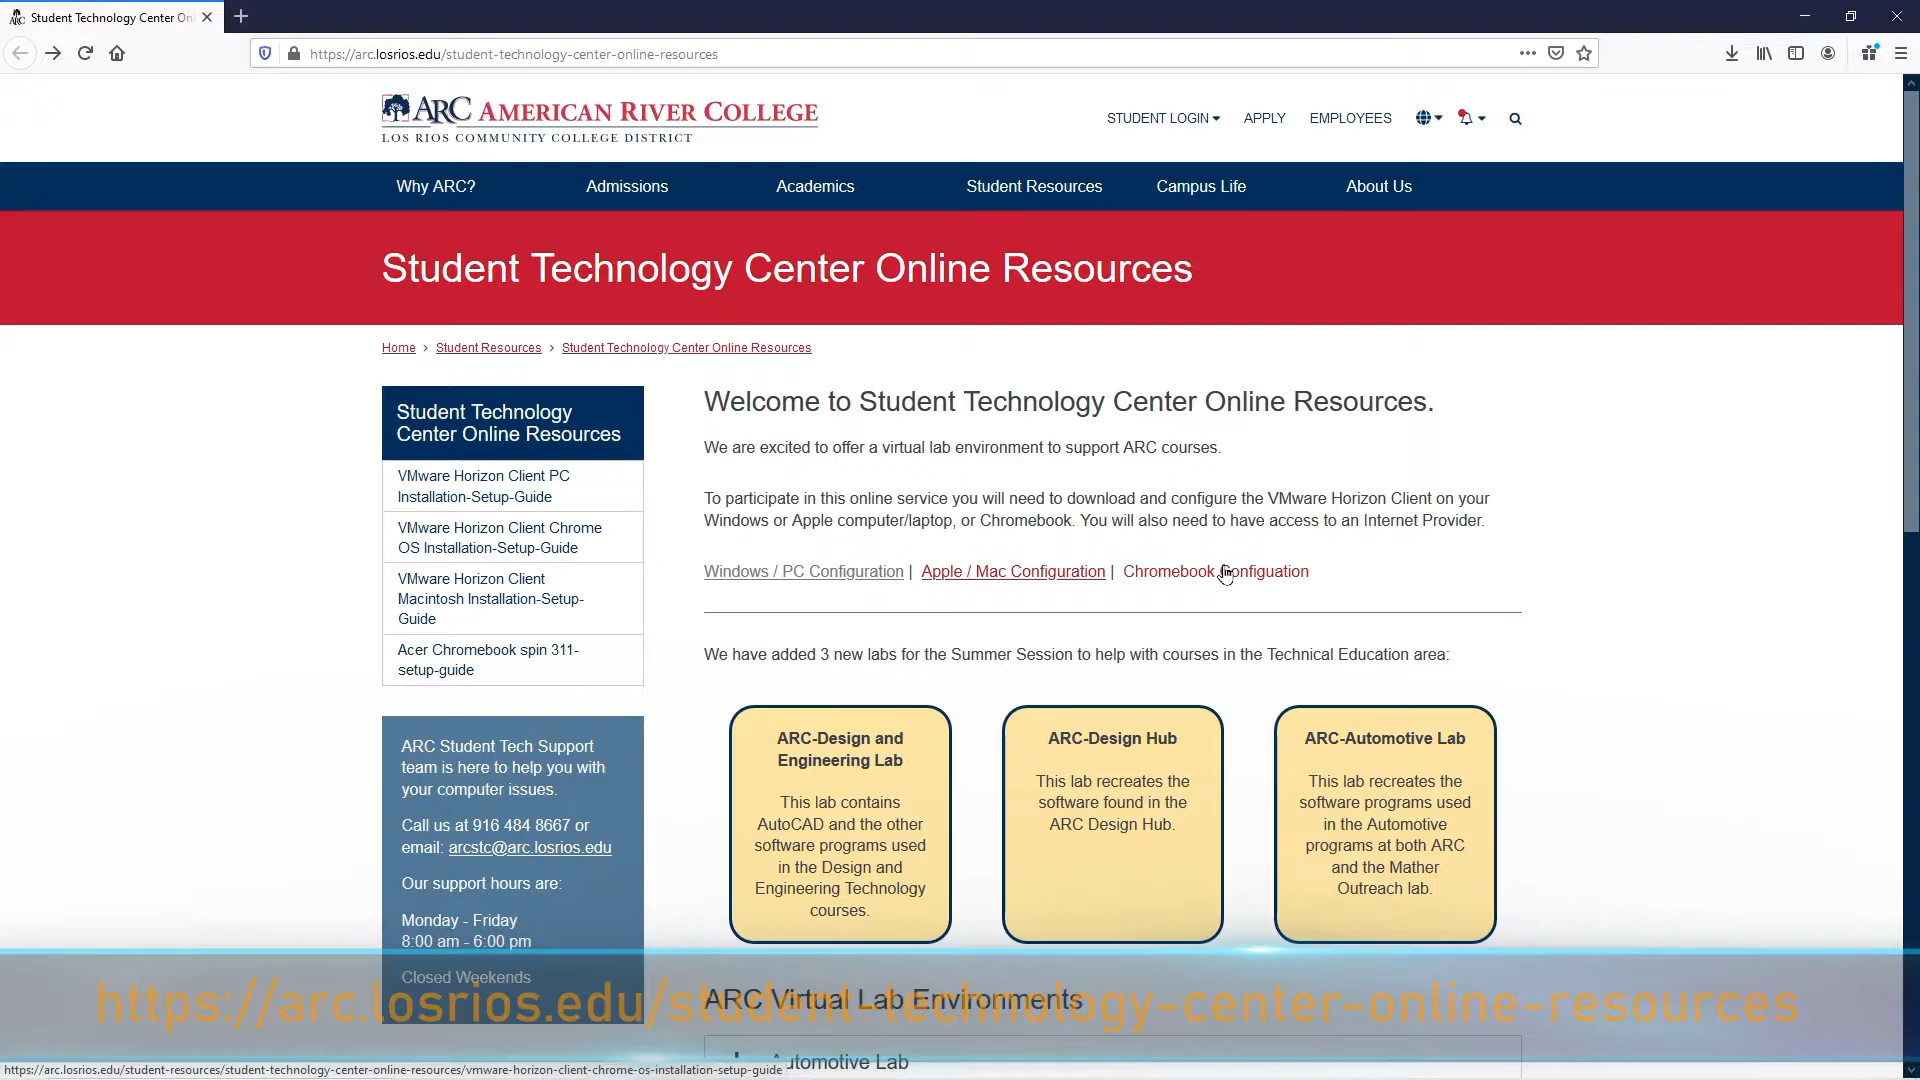 Student Technology Center On
https://arc.losrios.edu/student-technology-center-online-resources
ARC AMERICAN RIVER COLLEGE
LOS RIOS COMMUNITY COLLEGE DISTRICT
STUDENT LOGIN
APPLY
EMPLOYEES
Why ARC?
Admissions
Academics
Student Resources
Campus Life
About Us
Student Technology Center Online Resources
Home > Student Resources > Student Technology Center Online Resources
Student Technology
Center Online Resources
VMware Horizon Client PC
Installation-Setup-Guide
VMware Horizon Client Chrome
OS Installation-Setup-Guide
VMware Horizon Client
Macintosh Installation-Setup-
Guide
Acer Chromebook spin 311-
setup-guide
ARC Student Tech Support
team is here to help you with
your computer issues.
Call us at 916 484 8667 or
email: arcstc@arc.losrios.edu
Our support hours are:
Monday - Friday
8:00 am - 6:00 pm
Closed Weekends
Welcome to Student Technology Center Online Resources.
We are excited to offer a virtual lab environment to support ARC courses.
To participate in this online service you will need to download and configure the VMware Horizon Client on your
Windows or Apple computer/laptop, or Chromebook. You will also need to have access to an Internet Provider.
Windows / PC Configuration | Apple / Mac Configuration | Chromebook Configuation
We have added 3 new labs for the Summer Session to help with courses in the Technical Education area:
ARC-Design and
Engineering Lab
This lab contains
AutoCAD and the other
software programs used
in the Design and
Engineering Technology
courses.
ARC-Design Hub
This lab recreates the
software found in the
ARC Design Hub.
ARC-Automotive Lab
This lab recreates the
software programs used
in the Automotive
programs at both ARC
and the Mather
Outreach lab.
ARC Virtual Lab Environments
Automotive Lab
https://arc.losrios.edu/student-technology-center-online-resources
https://arc.losrios.edu/student-resources/student-technology-center-online-resources/vmware-horizon-client-chrome-os-installation-setup-guide